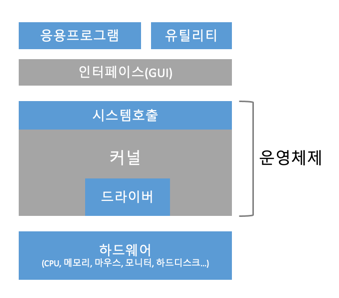 응용프로그램
유틸리티
인터페이스(GUI)
시스템호출
커널
드라이버
운영체제
하드웨어
(CPU, 메모리, 마우스, 모니터, 하드디스크...)